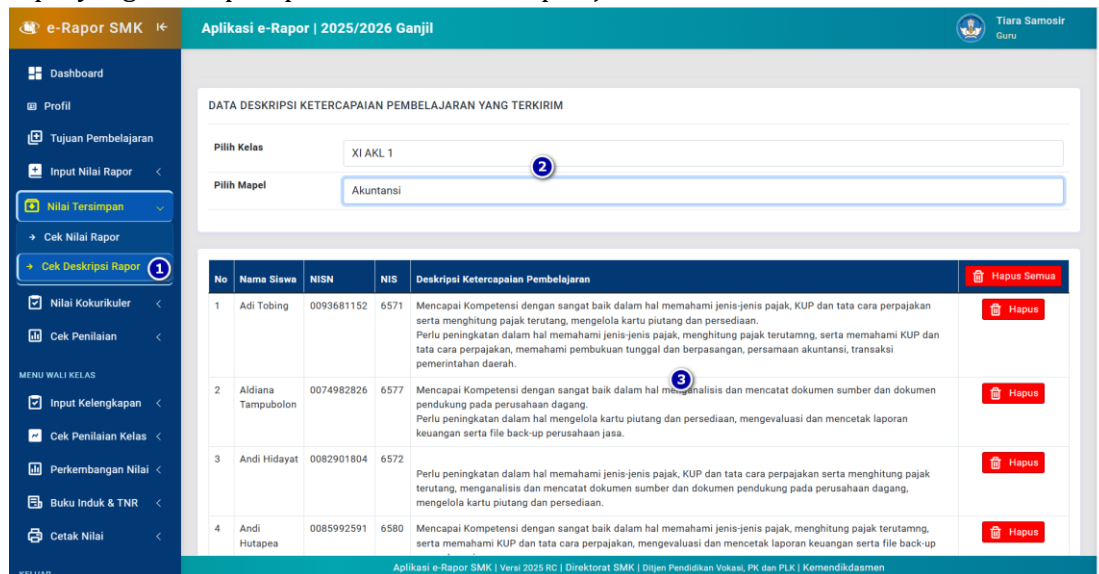 e-Rapor SMK
Aplikasi e-Rapor | 2025/2026 Ganjil
Tiara Samosir
Guru
Dashboard
Profil
Tujuan Pembelajaran
Input Nilai Rapor
Nilai Tersimpan
Cek Nilai Rapor
Cek Deskripsi Rapor
1
Nilai Kokurikuler
Cek Penilaian
MENU WALI KELAS
Input Kelengkapan
Cek Penilaian Kelas
Perkembangan Nilai
Buku Induk & TNR
Cetak Nilai
DATA DESKRIPSI KETERCAPAIAN PEMBELAJARAN YANG TERKIRIM
Pilih Kelas
XI AKL 1
2
Pilih Mapel
Akuntansi
No Nama Siswa NISN NIS Deskripsi Ketercapaian Pembelajaran Hapus Semua
1 Adi Tobing 0093681152 6571 Mencapai Kompetensi dengan sangat baik dalam hal memahami jenis-jenis pajak, KUP dan tata cara perpajakan Hapus
serta menghitung pajak terutang, mengelola kartu piutang dan persediaan.
Perlu peningkatan dalam hal memahami jenis-jenis pajak, menghitung pajak terutamng, serta memahami KUP dan
tata cara perpajakan, memahami pembukuan tunggal dan berpasangan, persamaan akuntansi, transaksi
pemerintahan daerah.
3
2 Aldiana 0074982826 6577 Mencapai Kompetensi dengan sangat baik dalam hal menganalisis dan mencatat dokumen sumber dan dokumen Hapus
Tampubolon pendukung pada perusahaan dagang.
Perlu peningkatan dalam hal mengelola kartu piutang dan persediaan, mengevaluasi dan mencetak laporan
keuangan serta file back-up perusahaan jasa.
3 Andi Hidayat 0082901804 6572 Hapus
Perlu peningkatan dalam hal memahami jenis-jenis pajak, KUP dan tata cara perpajakan serta menghitung pajak
terutang, menganalisis dan mencatat dokumen sumber dan dokumen pendukung pada perusahaan dagang,
mengelola kartu piutang dan persediaan.
4 Andi 0085992591 6580 Mencapai Kompetensi dengan sangat baik dalam hal memahami jenis-jenis pajak, menghitung pajak terutamng, Hapus
Hutapea serta memahami KUP dan tata cara perpajakan, mengevaluasi dan mencetak laporan keuangan serta file back-up
Aplikasi e-Rapor SMK | Versi 2025 RC | Direktorat SMK | Ditjen Pendidikan Vokasi, PK dan PLK | Kemendikdasmen